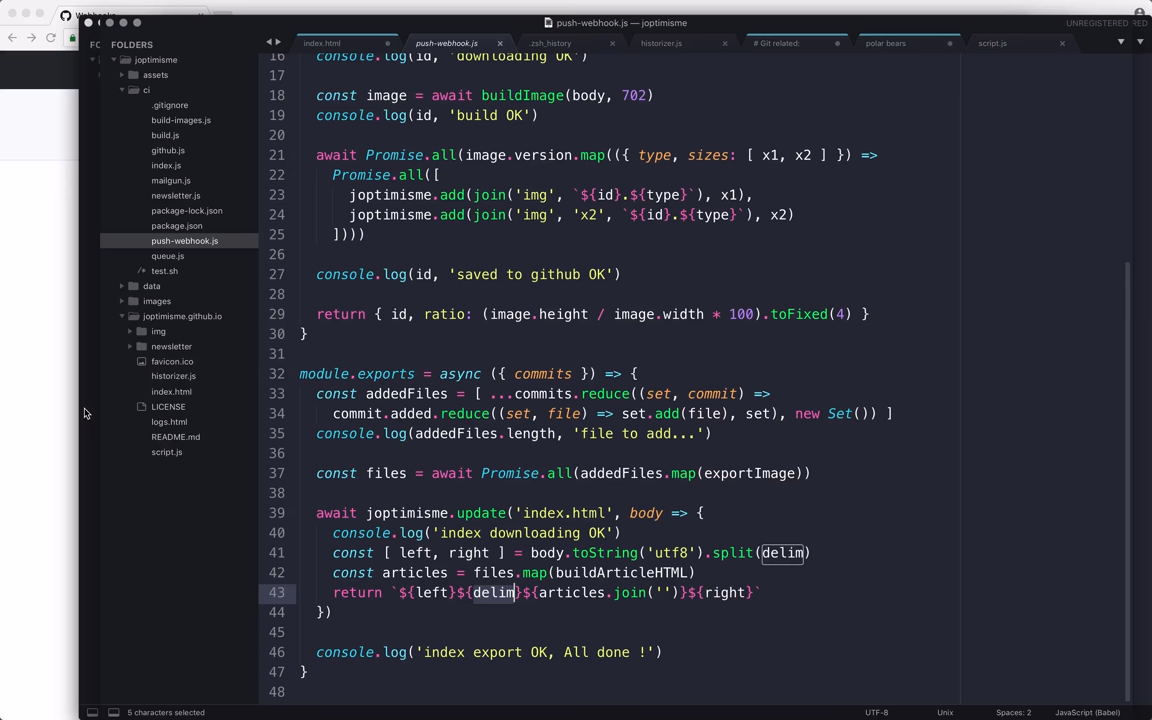 Webhooks
push-webhook.js — joptimisme
UNREGISTERED
RED
FC
FOLDERS
index.html
push-webhook.js
.zsh_history
historizer.js
# Git related:
polar bears
script.js
joptimisme
assets
ci
.gitignore
build-images.js
build.js
github.js
index.js
mailgun.js
newsletter.js
package-lock.json
package.json
push-webhook.js
queue.js
/* test.sh
data
images
joptimisme.github.io
img
newsletter
favicon.ico
historizer.js
index.html
LICENSE
logs.html
README.md
script.js
16 console.log(id, 'downloading OK')
17
18 const image = await buildImage(body, 702)
19 console.log(id, 'build OK')
20
21 await Promise.all(image.version.map(({ type, sizes: [ x1, x2 ] }) =>
22 Promise.all([
23 joptimisme.add(join('img', `${id}.${type}`), x1),
24 joptimisme.add(join('img', 'x2', `${id}.${type}`), x2)
25 ])))
26
27 console.log(id, 'saved to github OK')
28
29 return { id, ratio: (image.height / image.width * 100).toFixed(4) }
30 }
31
32 module.exports = async ({ commits }) => {
33 const addedFiles = [ ...commits.reduce((set, commit) =>
34 commit.added.reduce((set, file) => set.add(file), set), new Set()) ]
35 console.log(addedFiles.length, 'file to add...')
36
37 const files = await Promise.all(addedFiles.map(exportImage))
38
39 await joptimisme.update('index.html', body => {
40 console.log('index downloading OK')
41 const [ left, right ] = body.toString('utf8').split(delim)
42 const articles = files.map(buildArticleHTML)
43 return `${left}${delim}${articles.join('')}${right}`
44 })
45
46 console.log('index export OK, All done !')
47 }
48
5 characters selected
UTF-8
Unix
Spaces: 2
JavaScript (Babel)